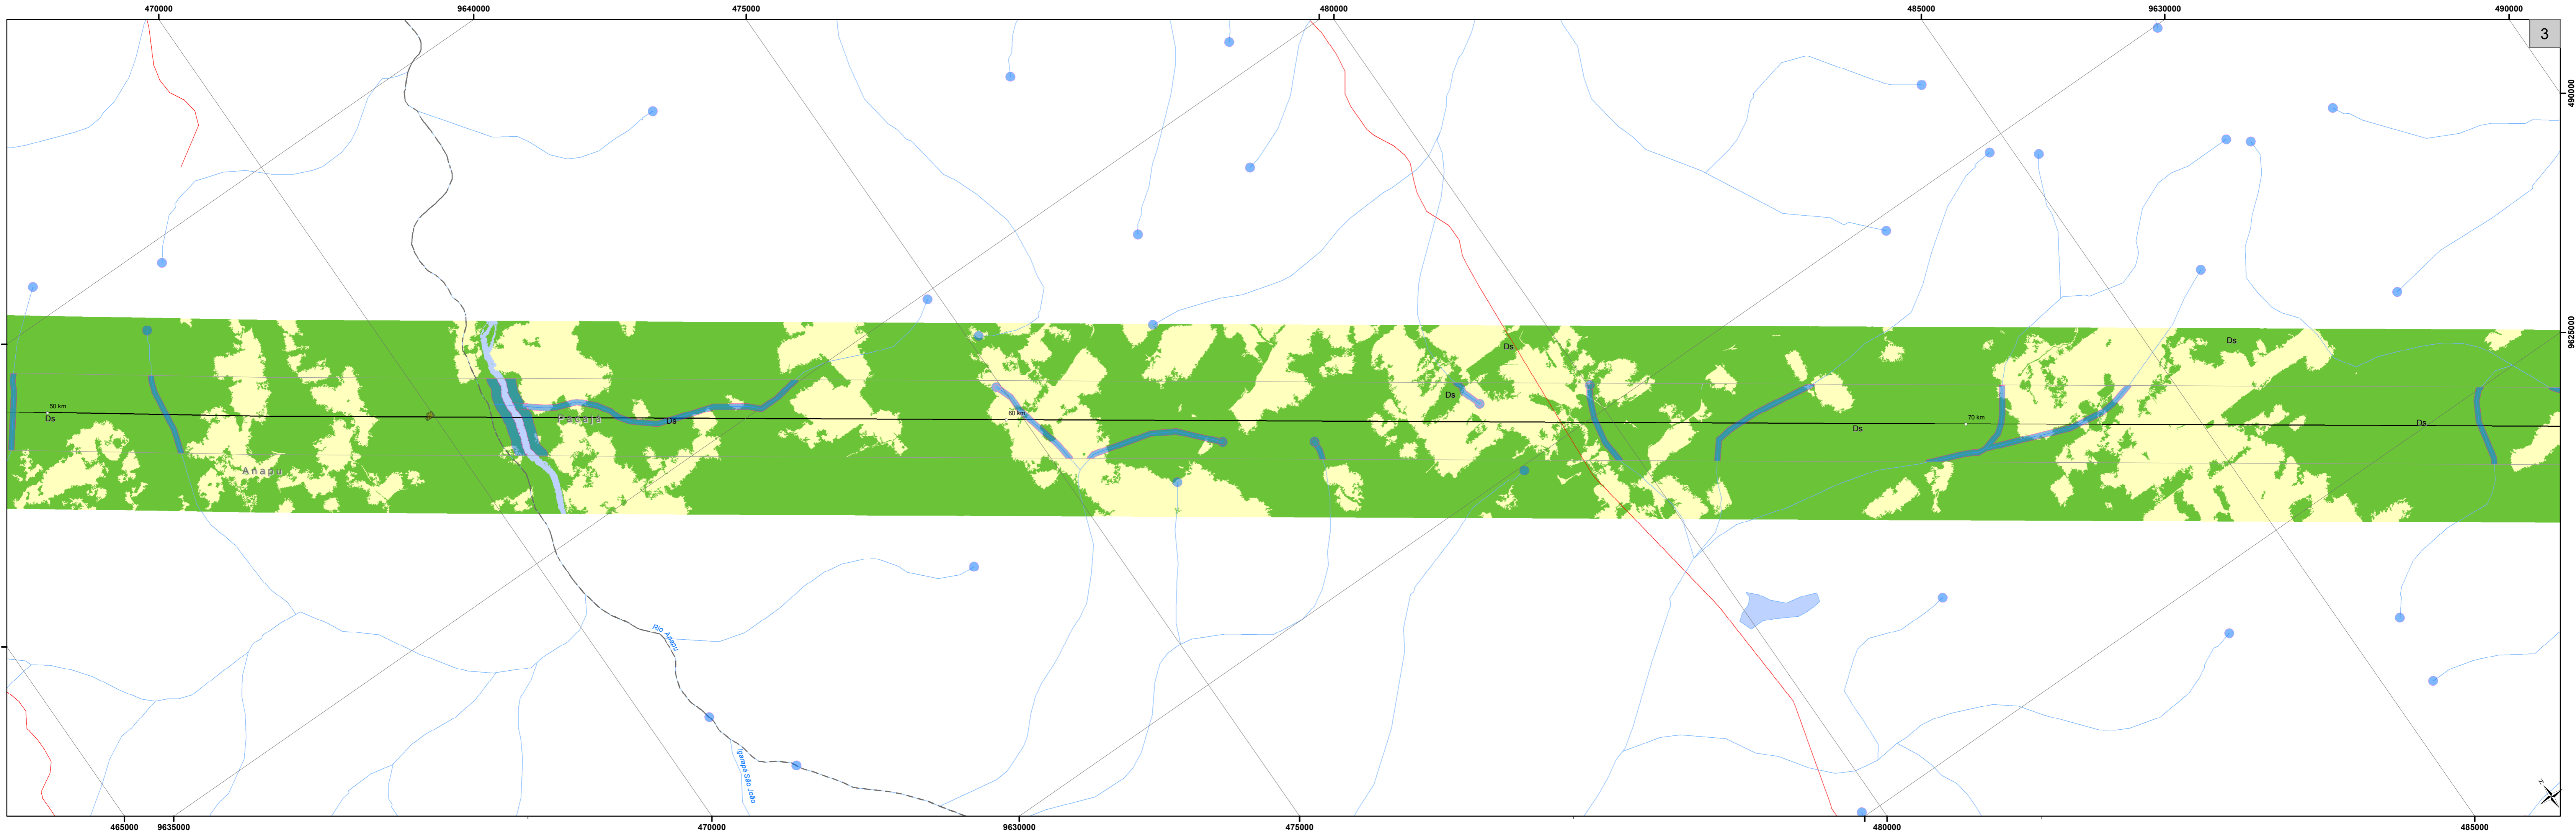 470000 9640000 475000 480000 485000 9630000 490000
3
490000
9625000
Ds
Ds
Ds
50 km
Ds
Pacajá
Ds
60 km
Ds
70 km
Ds
Anapu
Rio Anapu
Igarapé São João
N
465000 9635000 470000 9630000 475000 480000 485000